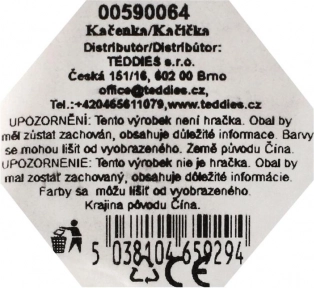 00590064
Kačenka/Kačička
Distributor/Distribútor:
TEDDIES s.r.o.
Česká 151/16, 602 00 Brno
office@teddies.cz,
Tel.:+420465611079,www.teddies.cz
UPOZORNĚNÍ: Tento výrobek není hračka. Obal by
měl zůstat zachován, obsahuje důležité informace. Barvy
se mohou lišit od vyobrazeného. Země původu Čína.
UPOZORNENIE: Tento výrobek nie je hračka. Obal by
mal zostáť zachovaný, obsahuje dôležité informácie.
Farby sa môžu líšiť od vyobrazeného.
Krajina pôvodu Čína.
5 038104 659294
CE